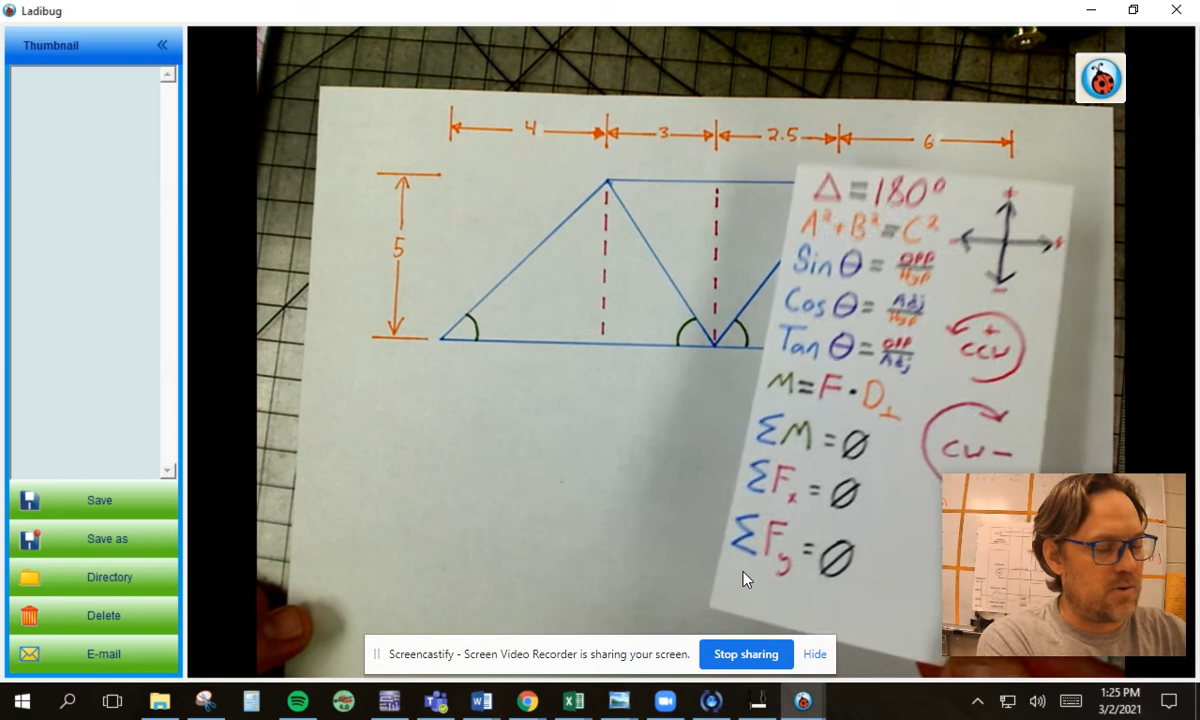 Ladibug
Thumbnail «
4 3 2.5 6
5
Δ = 180°
A² + B² = C²
Sin Θ = OPP/Hyp
Cos Θ = Adj/Hyp
Tan Θ = OPP/Adj
M = F · D⊥
ΣM = Ø
ΣFx = Ø
ΣFy = Ø
+
- +
-
+
CCW
CW -
Save
Save as
Directory
Delete
E-mail
Screencastify - Screen Video Recorder is sharing your screen.
Stop sharing
Hide
1:25 PM
3/2/2021